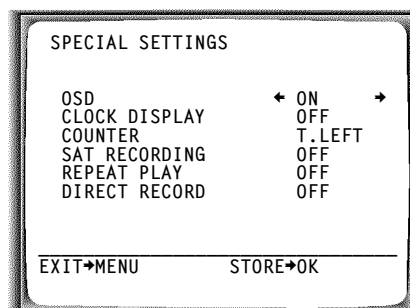 SPECIAL SETTINGS
OSD ← ON →
CLOCK DISPLAY OFF
COUNTER T.LEFT
SAT RECORDING OFF
REPEAT PLAY OFF
DIRECT RECORD OFF
EXIT→MENU STORE→OK